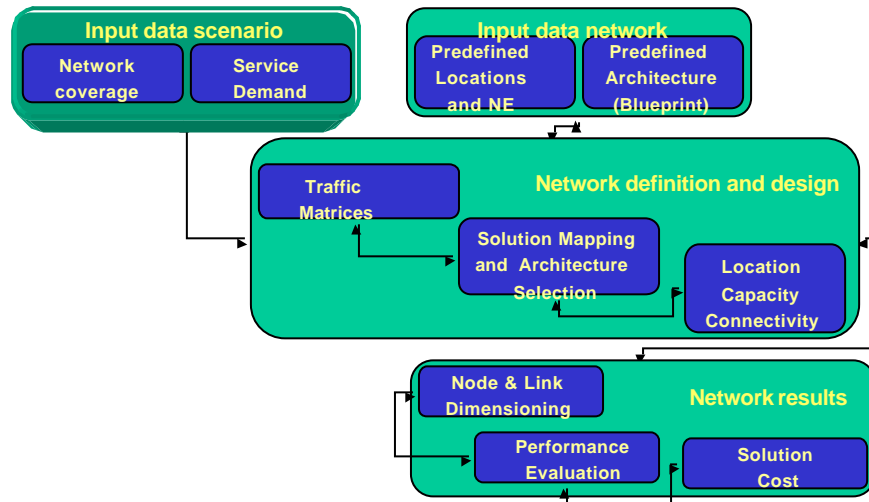 Input data scenario
Network
coverage
Service
Demand
Input data network
Predefined
Locations
and NE
Predefined
Architecture
(Blueprint)
Network definition and design
Traffic
Matrices
Solution Mapping
and Architecture
Selection
Location
Capacity
Connectivity
Network results
Node & Link
Dimensioning
Performance
Evaluation
Solution
Cost